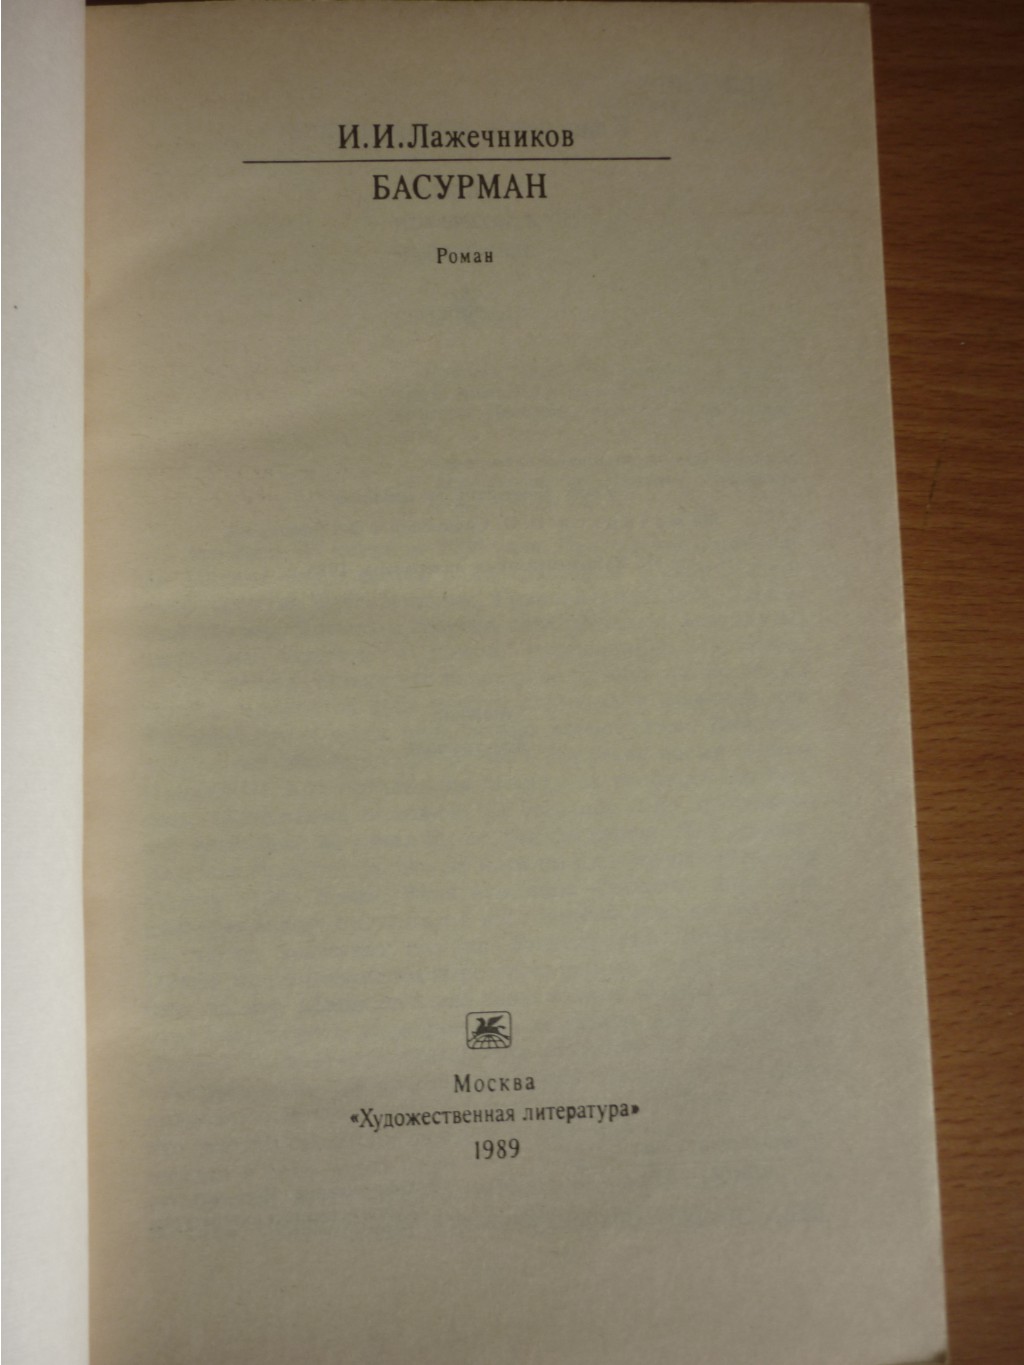 И.И.Лажечников
БАСУРМАН
Роман
Москва
«Художественная литература»
1989